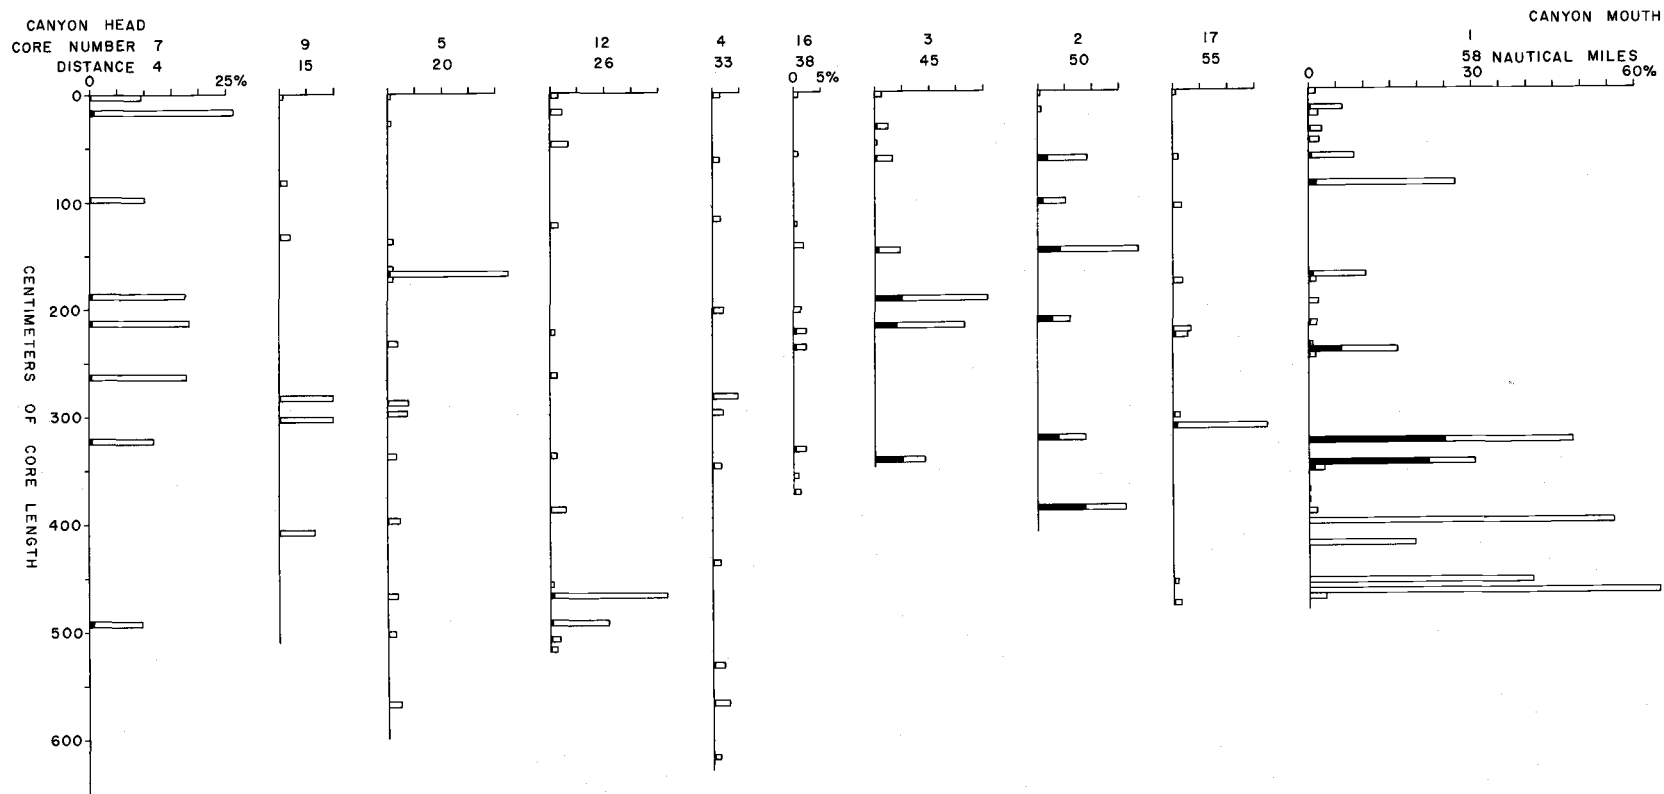 CANYON HEAD
CANYON MOUTH
CORE NUMBER 7 9 5 12 4 16 3 2 17 1
DISTANCE 4 15 20 26 33 38 45 50 55 58 NAUTICAL MILES
0 25% 0 5% 0 30 60%
0
100
200
300
400
500
600
CENTIMETERS OF CORE LENGTH